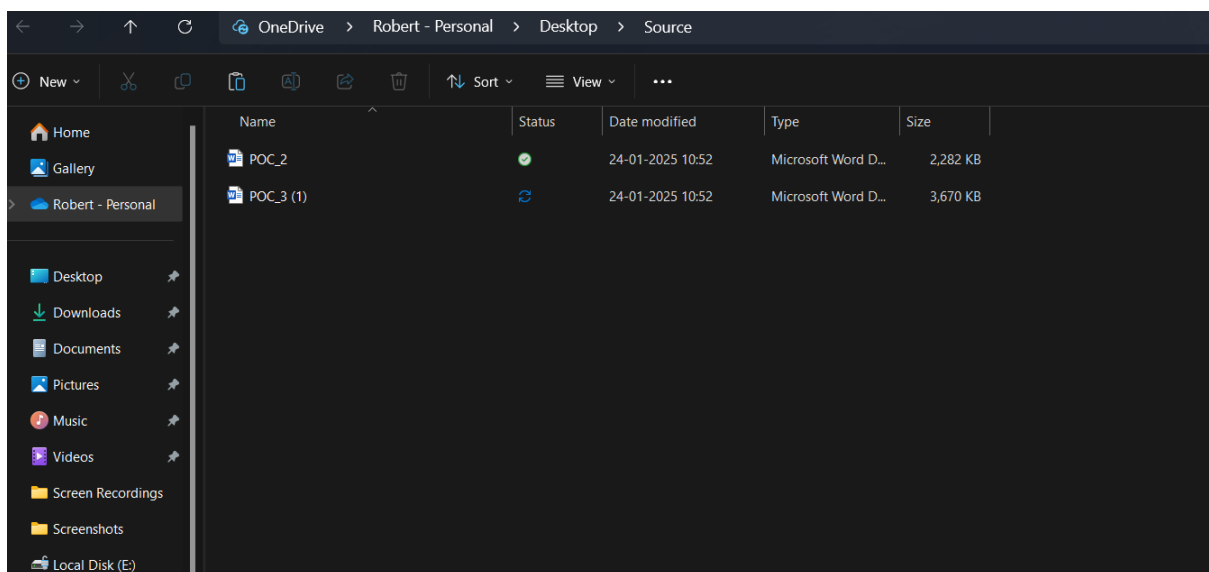 OneDrive > Robert - Personal > Desktop > Source
New Sort View ...
Name Status Date modified Type Size
POC_2 24-01-2025 10:52 Microsoft Word D... 2,282 KB
POC_3 (1) 24-01-2025 10:52 Microsoft Word D... 3,670 KB
Home
Gallery
Robert - Personal
Desktop
Downloads
Documents
Pictures
Music
Videos
Screen Recordings
Screenshots
Local Disk (E:)